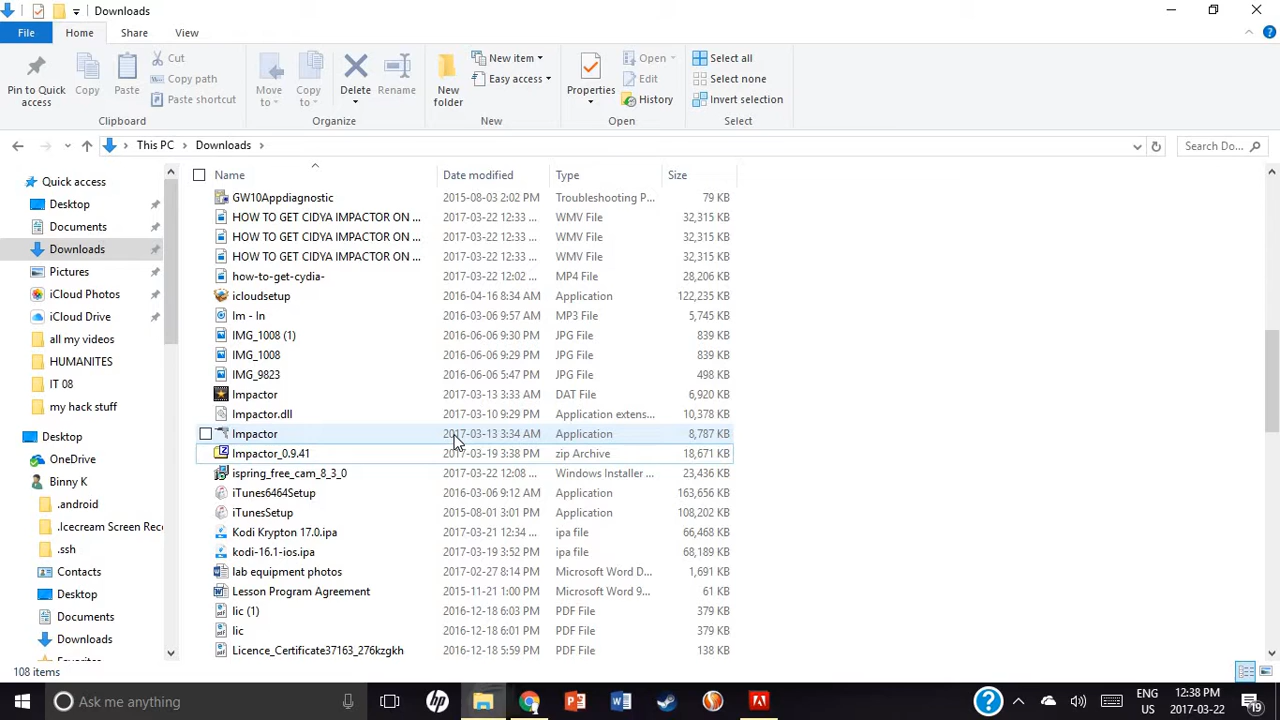 Downloads
File Home Share View
Pin to Quick access
Copy
Paste
Cut
Copy path
Paste shortcut
Clipboard
Move to
Copy to
Delete
Rename
Organize
New folder
New item
Easy access
New
Properties
Open
Edit
History
Open
Select all
Select none
Invert selection
Select
This PC Downloads
Search Do...
Quick access
Desktop
Documents
Downloads
Pictures
iCloud Photos
iCloud Drive
all my videos
HUMANITES
IT 08
my hack stuff
Desktop
OneDrive
Binny K
.android
.Icecream Screen Reco
.ssh
Contacts
Desktop
Documents
Downloads
Favorites
Name Date modified Type Size
GW10Appdiagnostic 2015-08-03 2:02 PM Troubleshooting P... 79 KB
HOW TO GET CIDYA IMPACTOR ON ... 2017-03-22 12:33 ... WMV File 32,315 KB
HOW TO GET CIDYA IMPACTOR ON ... 2017-03-22 12:33 ... WMV File 32,315 KB
HOW TO GET CIDYA IMPACTOR ON ... 2017-03-22 12:33 ... WMV File 32,315 KB
how-to-get-cydia- 2017-03-22 12:02 ... MP4 File 28,206 KB
icloudsetup 2016-04-16 8:34 AM Application 122,235 KB
Im - In 2016-03-06 9:57 AM MP3 File 5,745 KB
IMG_1008 (1) 2016-06-06 9:30 PM JPG File 839 KB
IMG_1008 2016-06-06 9:29 PM JPG File 839 KB
IMG_9823 2016-06-06 5:47 PM JPG File 498 KB
Impactor 2017-03-13 3:33 AM DAT File 6,920 KB
Impactor.dll 2017-03-10 9:29 PM Application extens... 10,378 KB
Impactor 2017-03-13 3:34 AM Application 8,787 KB
Impactor_0.9.41 2017-03-19 3:38 PM zip Archive 18,671 KB
ispring_free_cam_8_3_0 2017-03-22 12:08 ... Windows Installer ... 23,436 KB
iTunes6464Setup 2016-03-06 9:12 AM Application 163,656 KB
iTunesSetup 2015-08-01 3:01 PM Application 108,202 KB
Kodi Krypton 17.0.ipa 2017-03-21 12:34 ... ipa file 66,468 KB
kodi-16.1-ios.ipa 2017-03-19 3:52 PM ipa file 68,189 KB
lab equipment photos 2017-02-27 8:14 PM Microsoft Word D... 1,691 KB
Lesson Program Agreement 2015-11-21 1:00 PM Microsoft Word 9... 61 KB
lic (1) 2016-12-18 6:03 PM PDF File 379 KB
lic 2016-12-18 6:01 PM PDF File 379 KB
Licence_Certificate37163_276kzgkh 2016-12-18 5:59 PM PDF File 138 KB
108 items
Ask me anything
hp
ENG
US
12:38 PM
2017-03-22
19